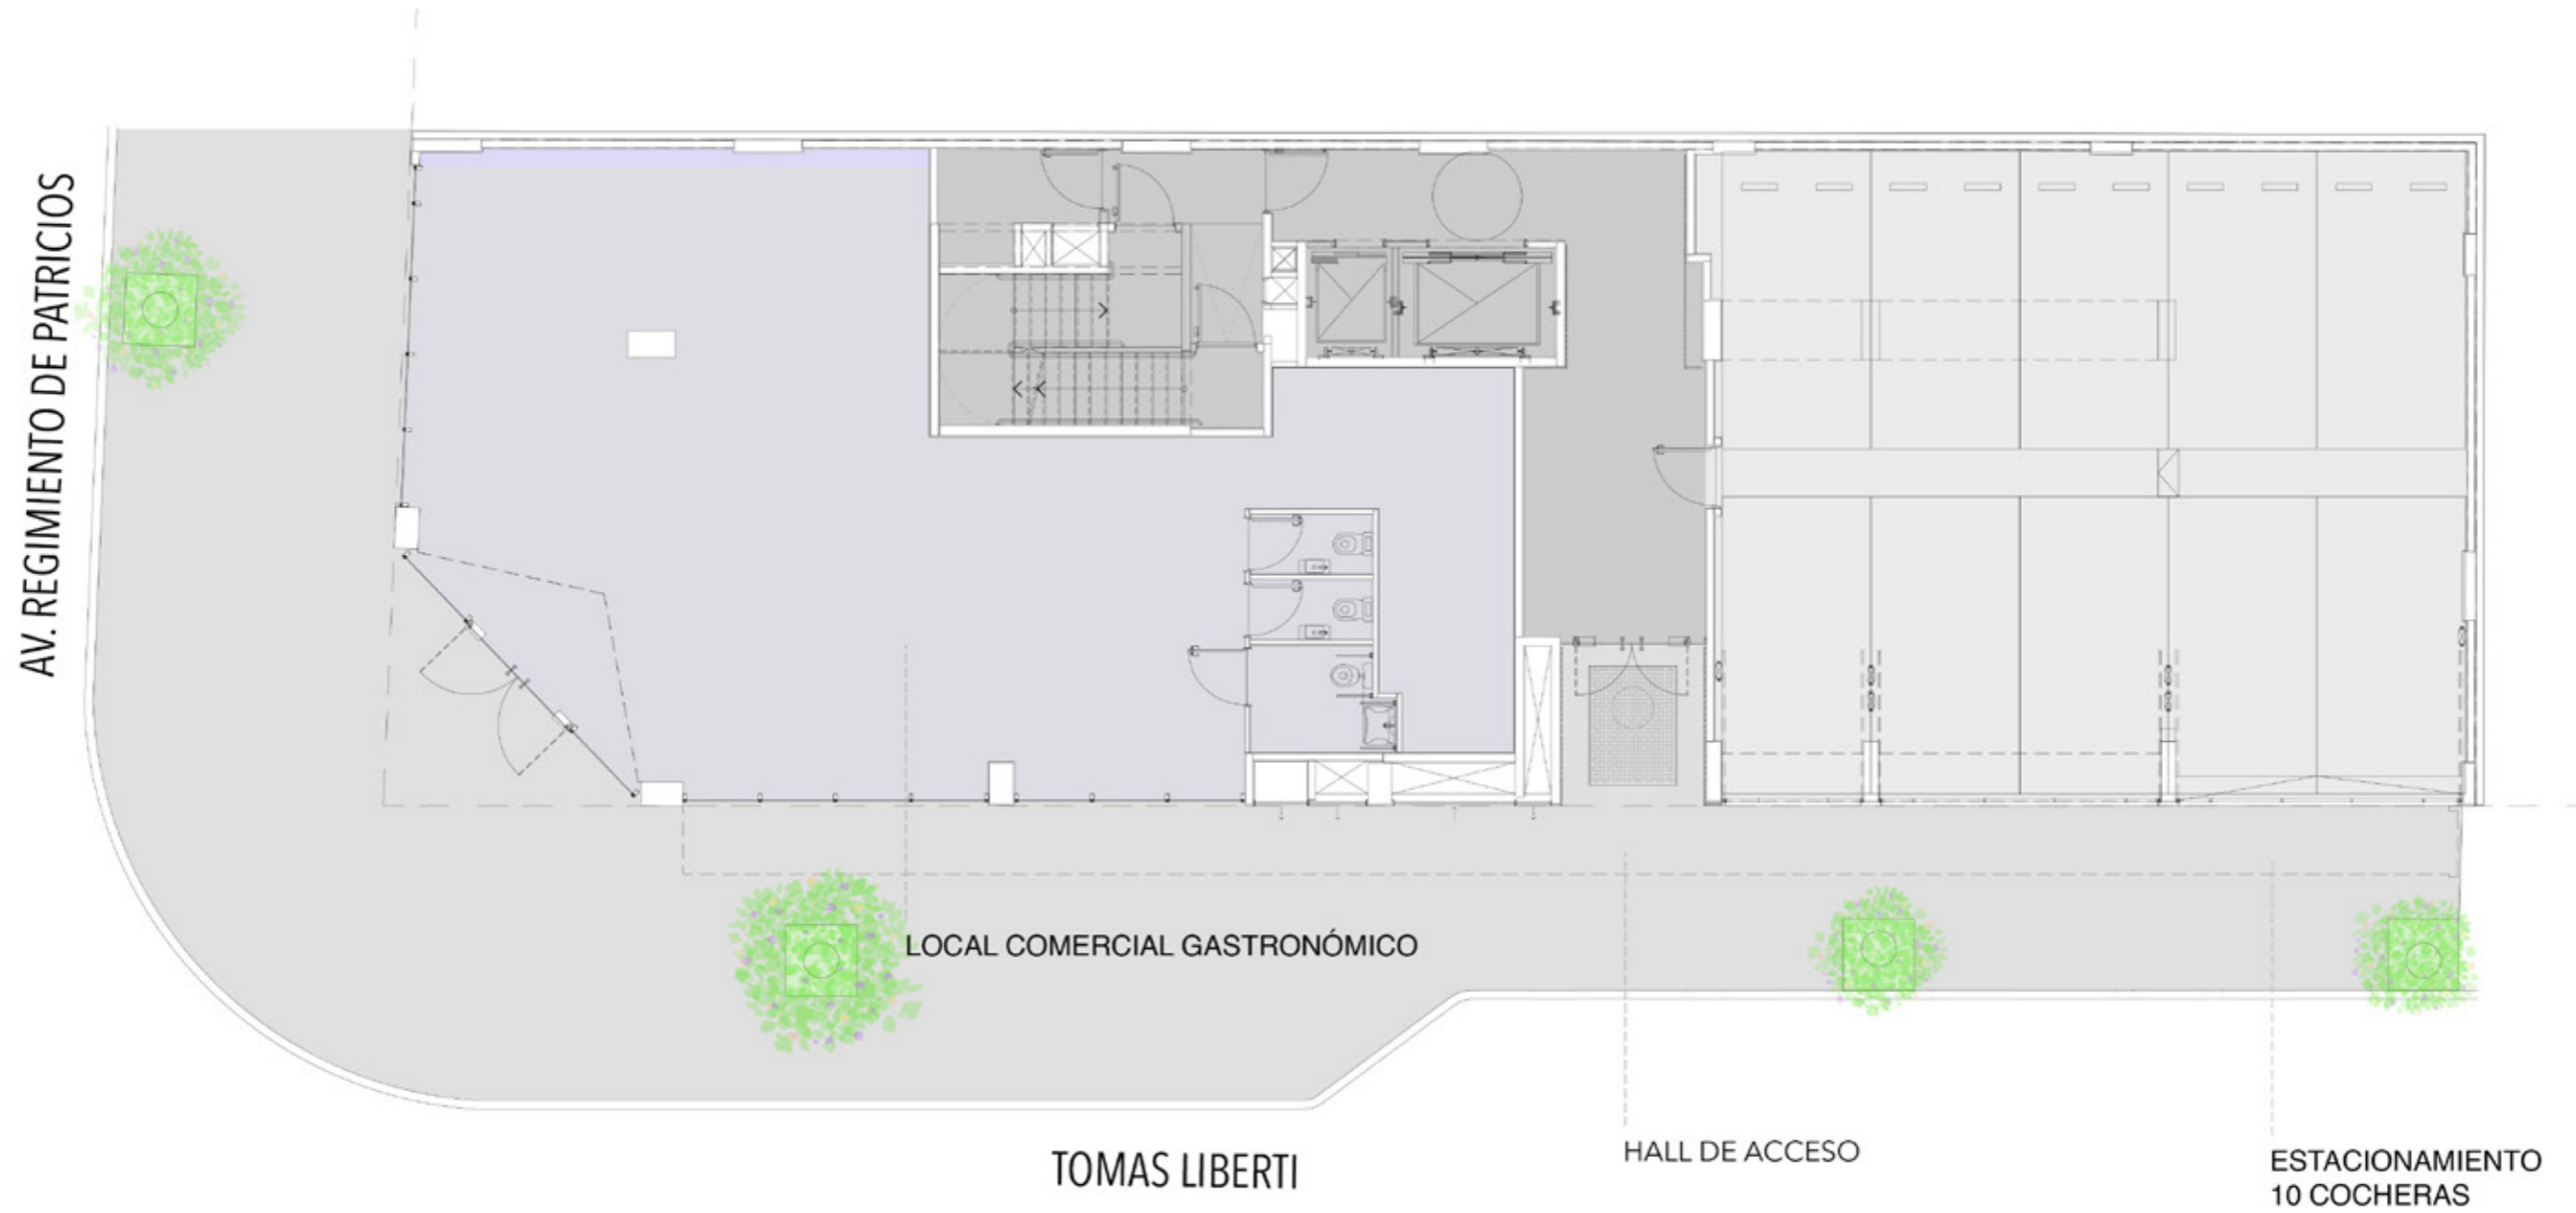 AV. REGIMIENTO DE PATRICIOS
LOCAL COMERCIAL GASTRONÓMICO
HALL DE ACCESO
TOMAS LIBERTI
ESTACIONAMIENTO
10 COCHERAS